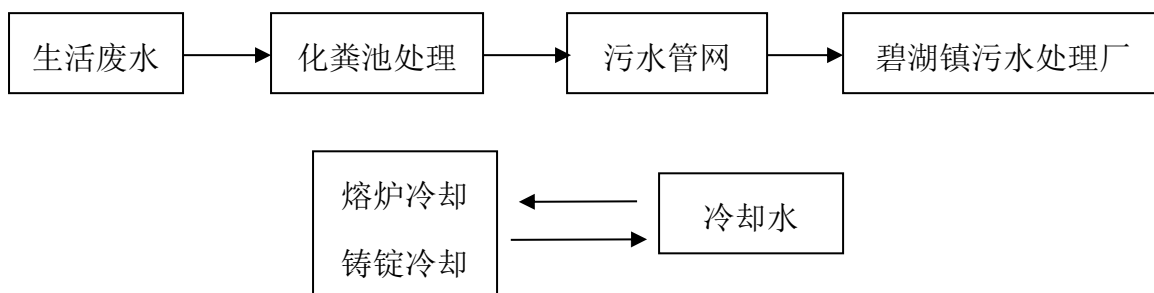 生活废水
化粪池处理
污水管网
碧湖镇污水处理厂
熔炉冷却
铸锭冷却
冷却水